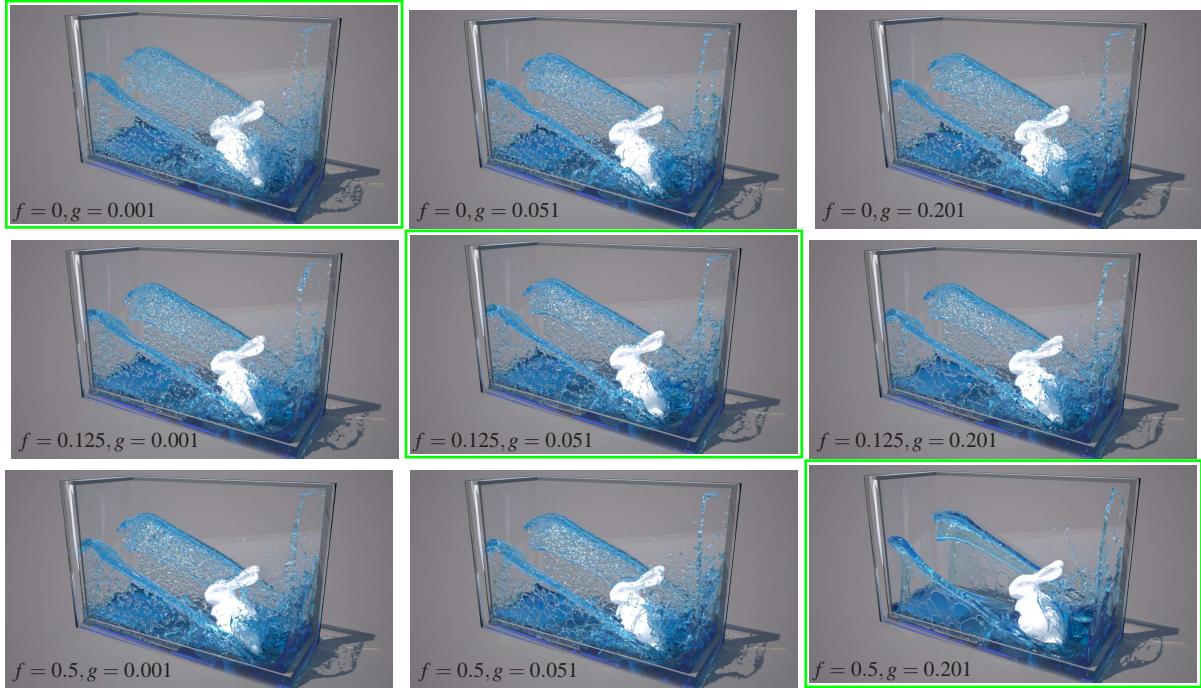 f = 0, g = 0.001
f = 0, g = 0.051
f = 0, g = 0.201
f = 0.125, g = 0.001
f = 0.125, g = 0.051
f = 0.125, g = 0.201
f = 0.5, g = 0.001
f = 0.5, g = 0.051
f = 0.5, g = 0.201